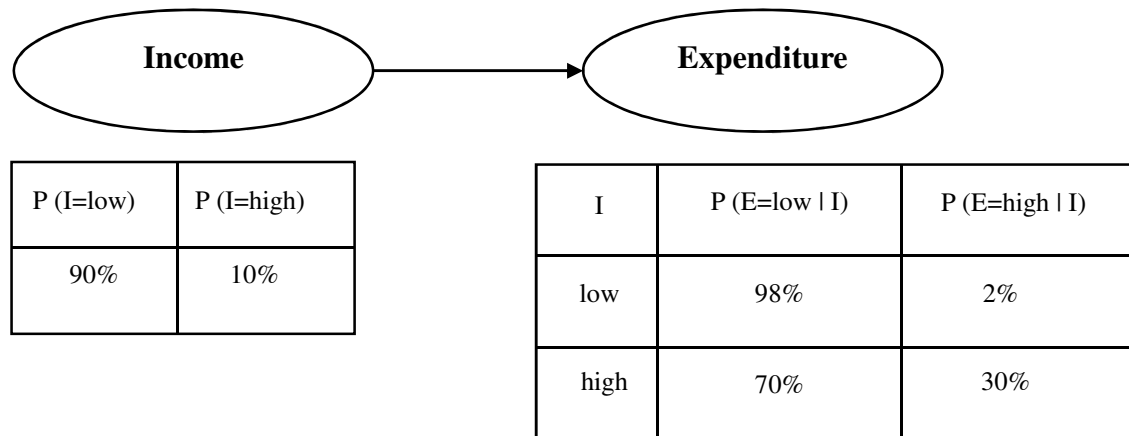 Income
Expenditure
P (I=low) P (I=high)
90% 10%
I P (E=low | I) P (E=high | I)
low 98% 2%
high 70% 30%